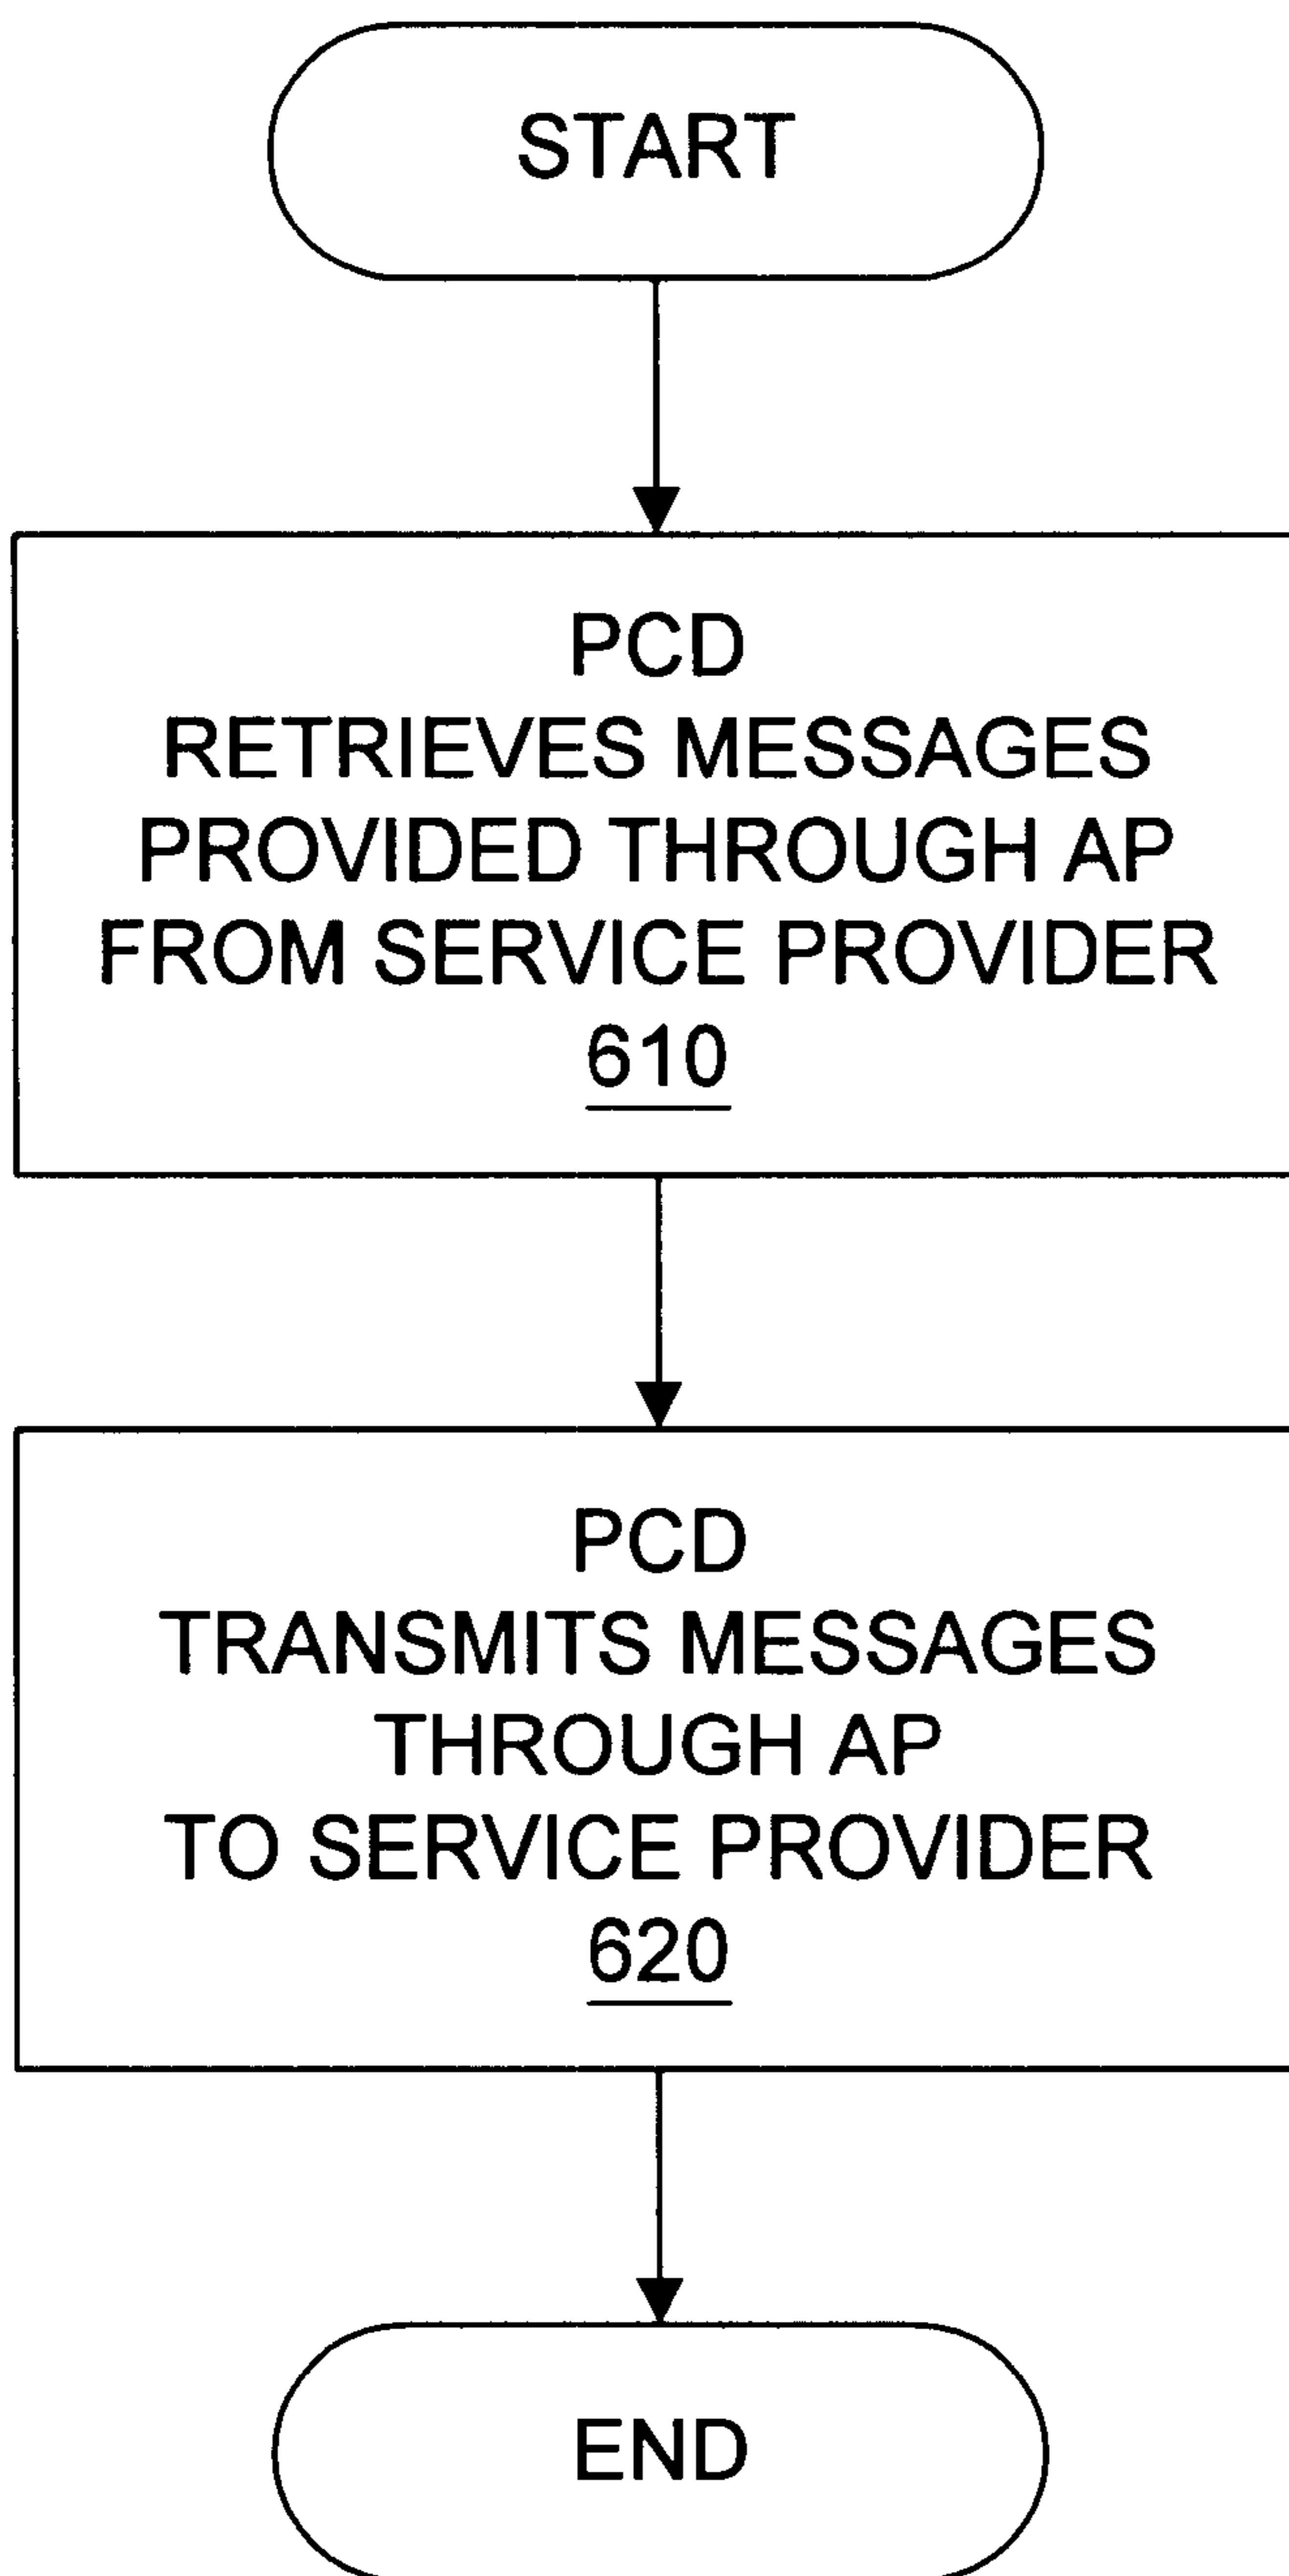 START
PCD
RETRIEVES MESSAGES
PROVIDED THROUGH AP
FROM SERVICE PROVIDER
610
PCD
TRANSMITS MESSAGES
THROUGH AP
TO SERVICE PROVIDER
620
END